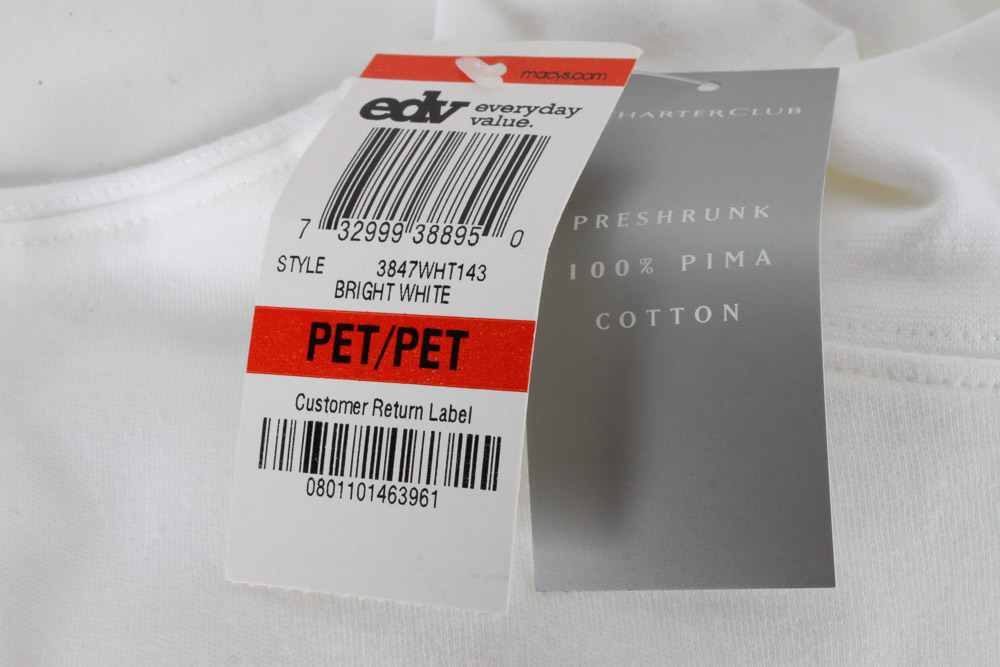 macys.com
edv everyday
value.
7 32999 38895 0
STYLE 3847WHT143
BRIGHT WHITE
PET/PET
Customer Return Label
0801101463961
CHARTERCLUB
PRESHRUNK
100% PIMA
COTTON